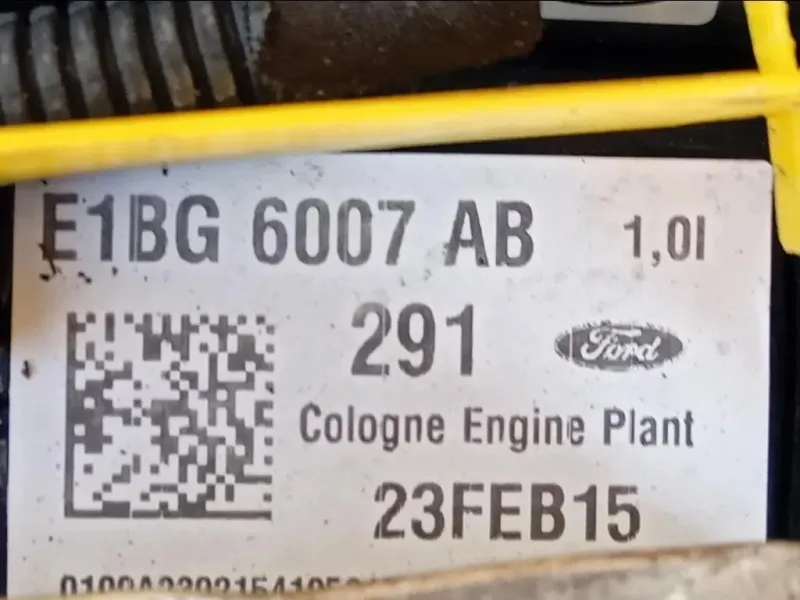 E1BG 6007 AB 1,0l
291 Ford
Cologne Engine Plant
23FEB15